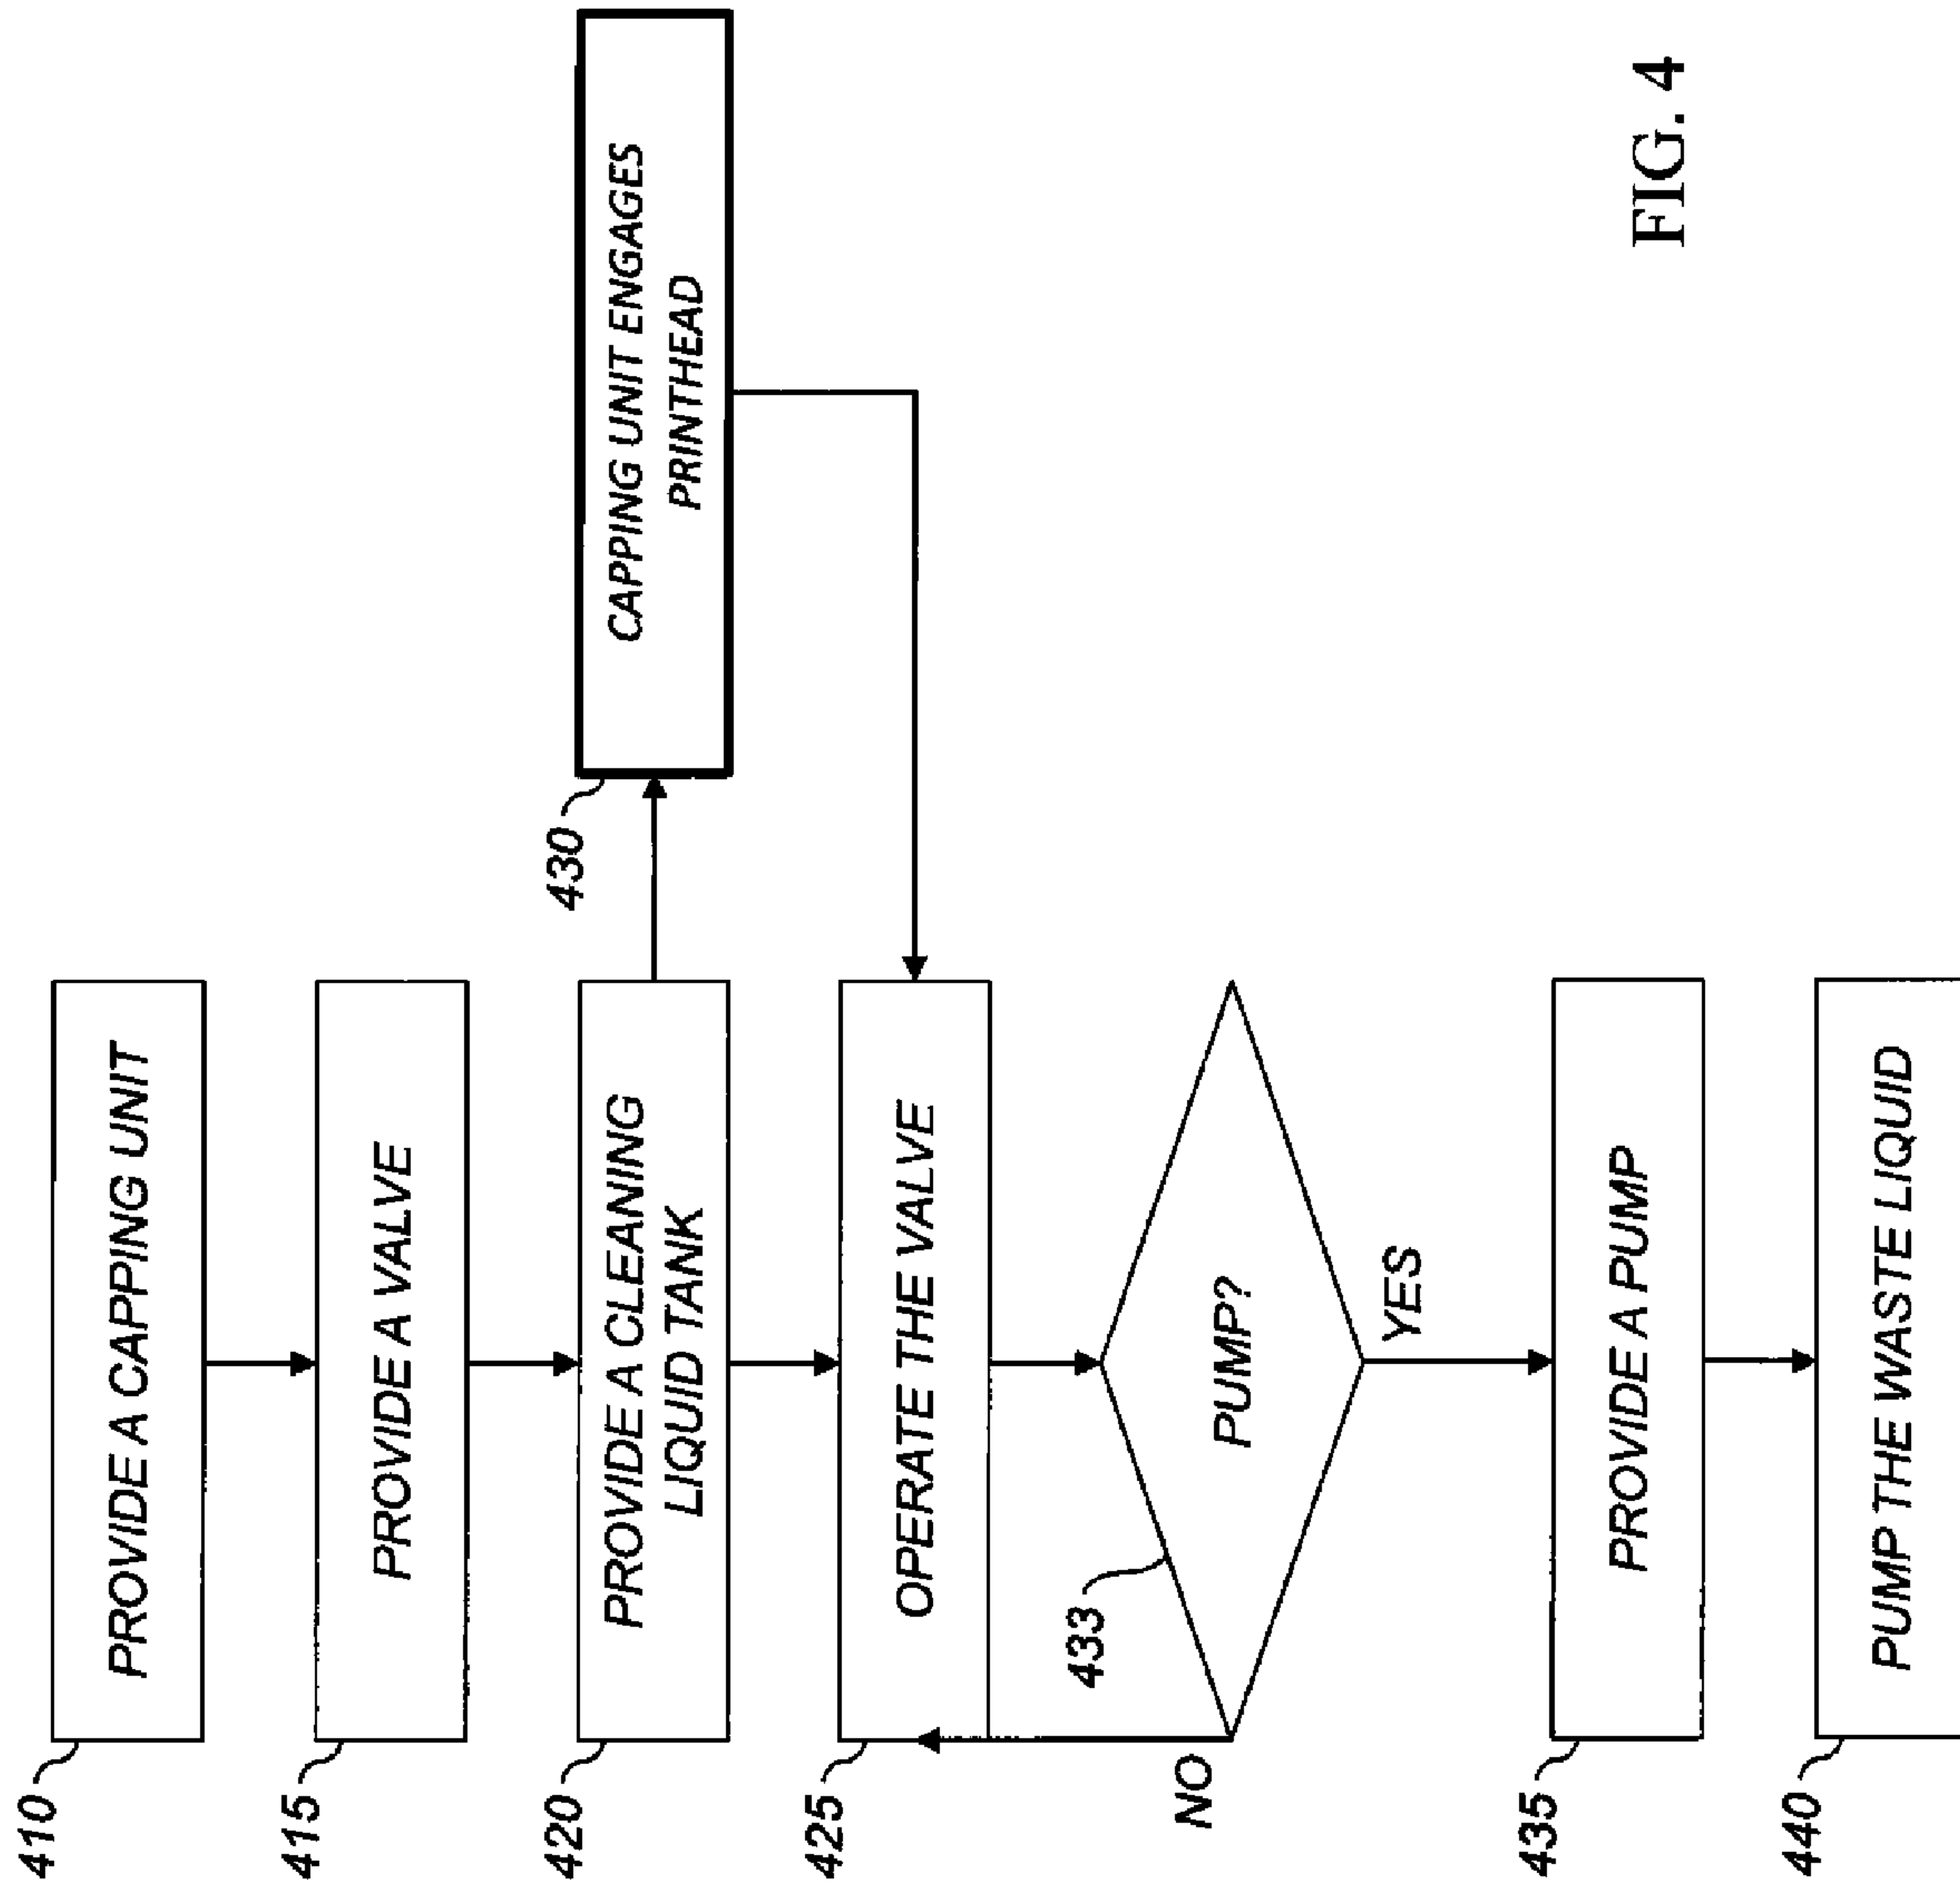 410
PROVIDE A CAPPING UNIT
415
PROVIDE A VALVE
420
PROVIDE A CLEANING
LIQUID TANK
430
CAPPING UNIT ENGAGES
PRINTHEAD
425
OPERATE THE VALVE
433
PUMP?
NO
YES
435
PROVIDE A PUMP
440
PUMP THE WASTE LIQUID
FIG. 4